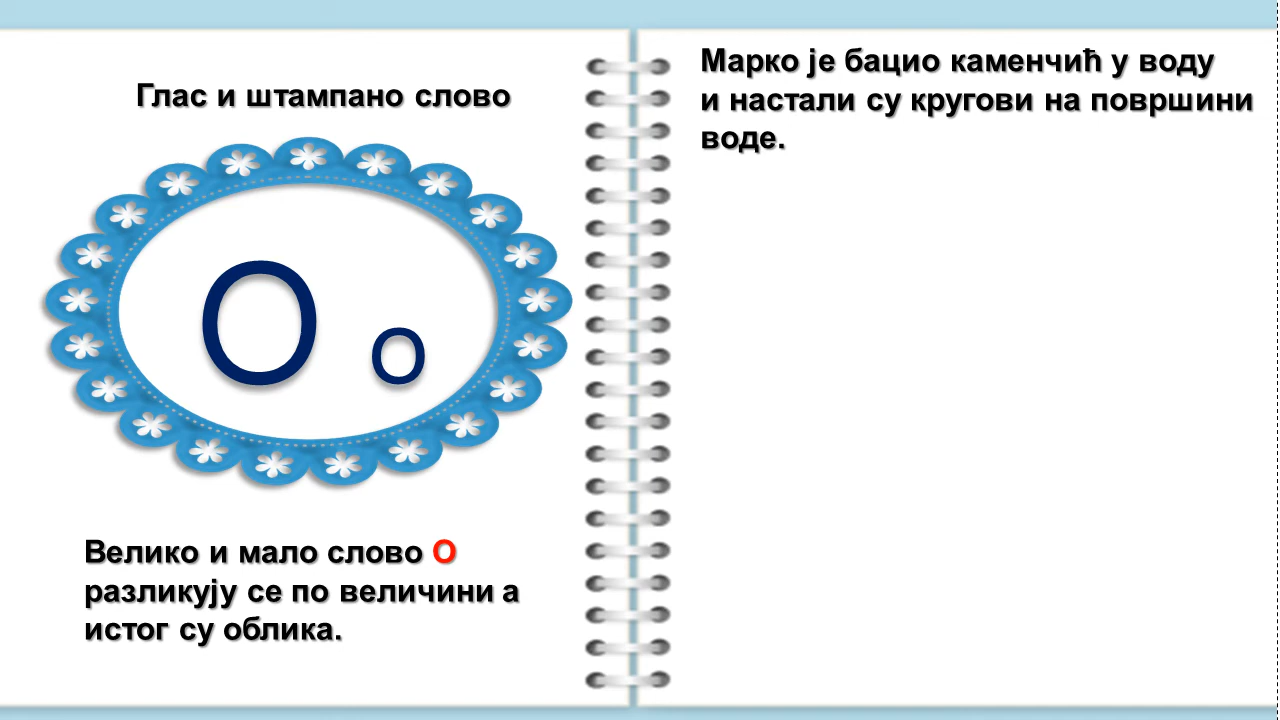 Глас и штампано слово
О о
Велико и мало слово О
разликују се по величини а
истог су облика.
Марко је бацио каменчић у воду
и настали су кругови на површини
воде.